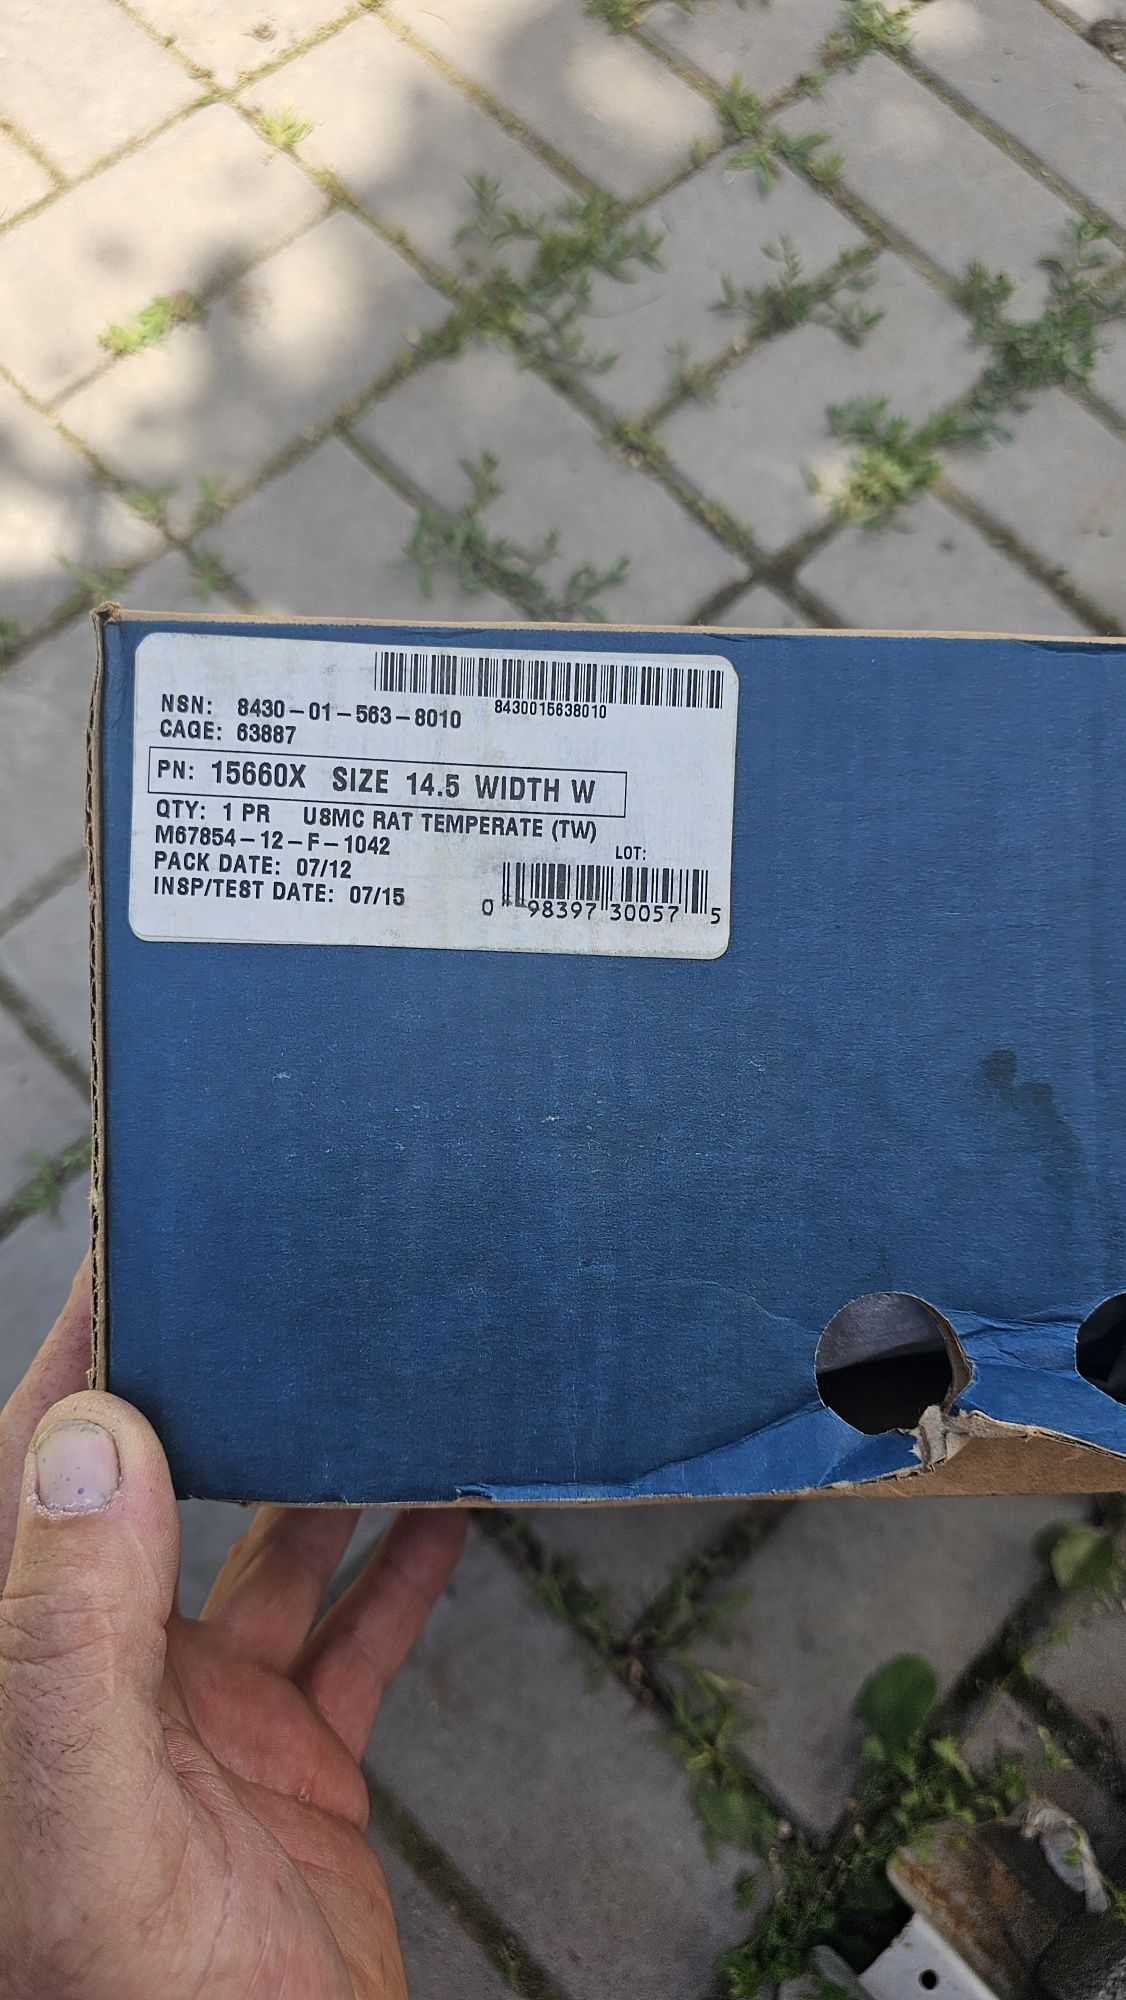 NSN: 8430-01-563-8010
8430015638010
CAGE: 63887
PN: 15660X SIZE 14.5 WIDTH W
QTY: 1 PR USMC RAT TEMPERATE (TW)
M67854-12-F-1042
LOT:
PACK DATE: 07/12
INSP/TEST DATE: 07/15
0 98397 30057 5